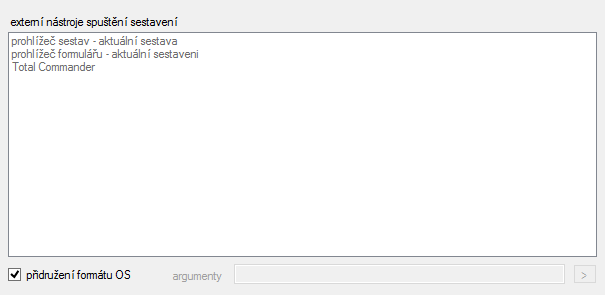 externí nástroje spuštění sestavení
prohlížeč sestav - aktuální sestava
prohlížeč formulářu - aktuální sestaveni
Total Commander
přidružení formátu OS
argumenty
>